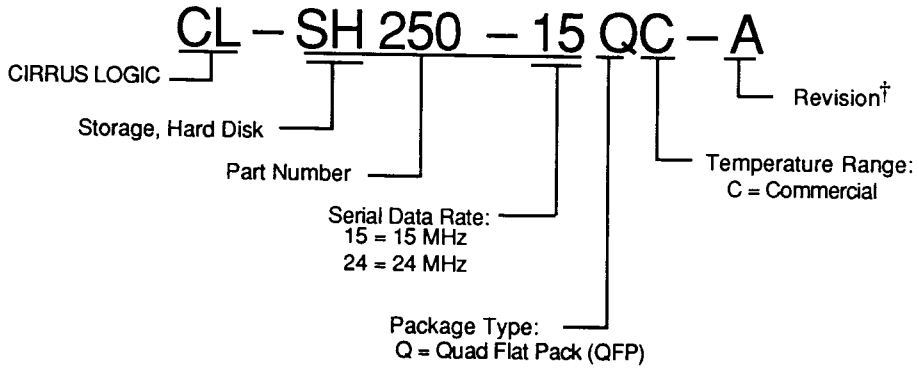 CL – SH 250 – 15 QC – A
CIRRUS LOGIC
Revision†
Storage, Hard Disk
Part Number
Temperature Range:
C = Commercial
Serial Data Rate:
15 = 15 MHz
24 = 24 MHz
Package Type:
Q = Quad Flat Pack (QFP)